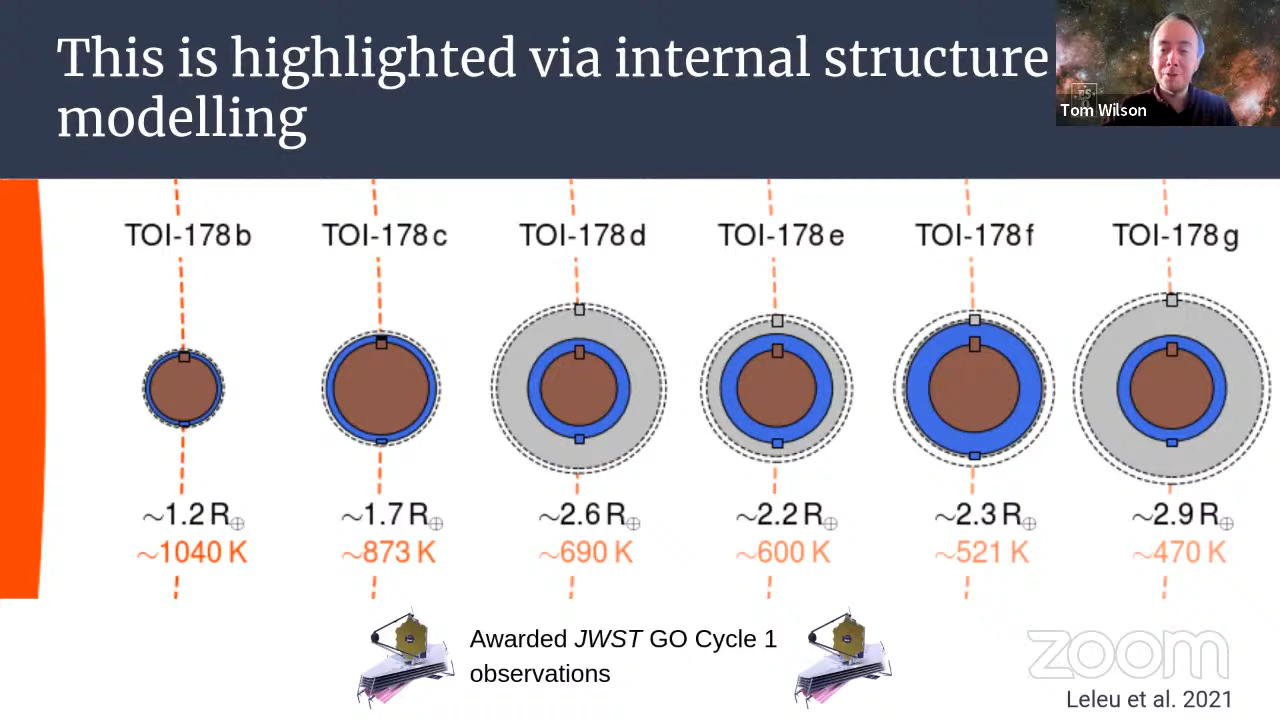 This is highlighted via internal structure
modelling
Tom Wilson
TOI-178 b TOI-178 c TOI-178 d TOI-178 e TOI-178 f TOI-178 g
~1.2 R⊕ ~1.7 R⊕ ~2.6 R⊕ ~2.2 R⊕ ~2.3 R⊕ ~2.9 R⊕
~1040 K ~873 K ~690 K ~600 K ~521 K ~470 K
Awarded JWST GO Cycle 1
observations
zoom
Leleu et al. 2021